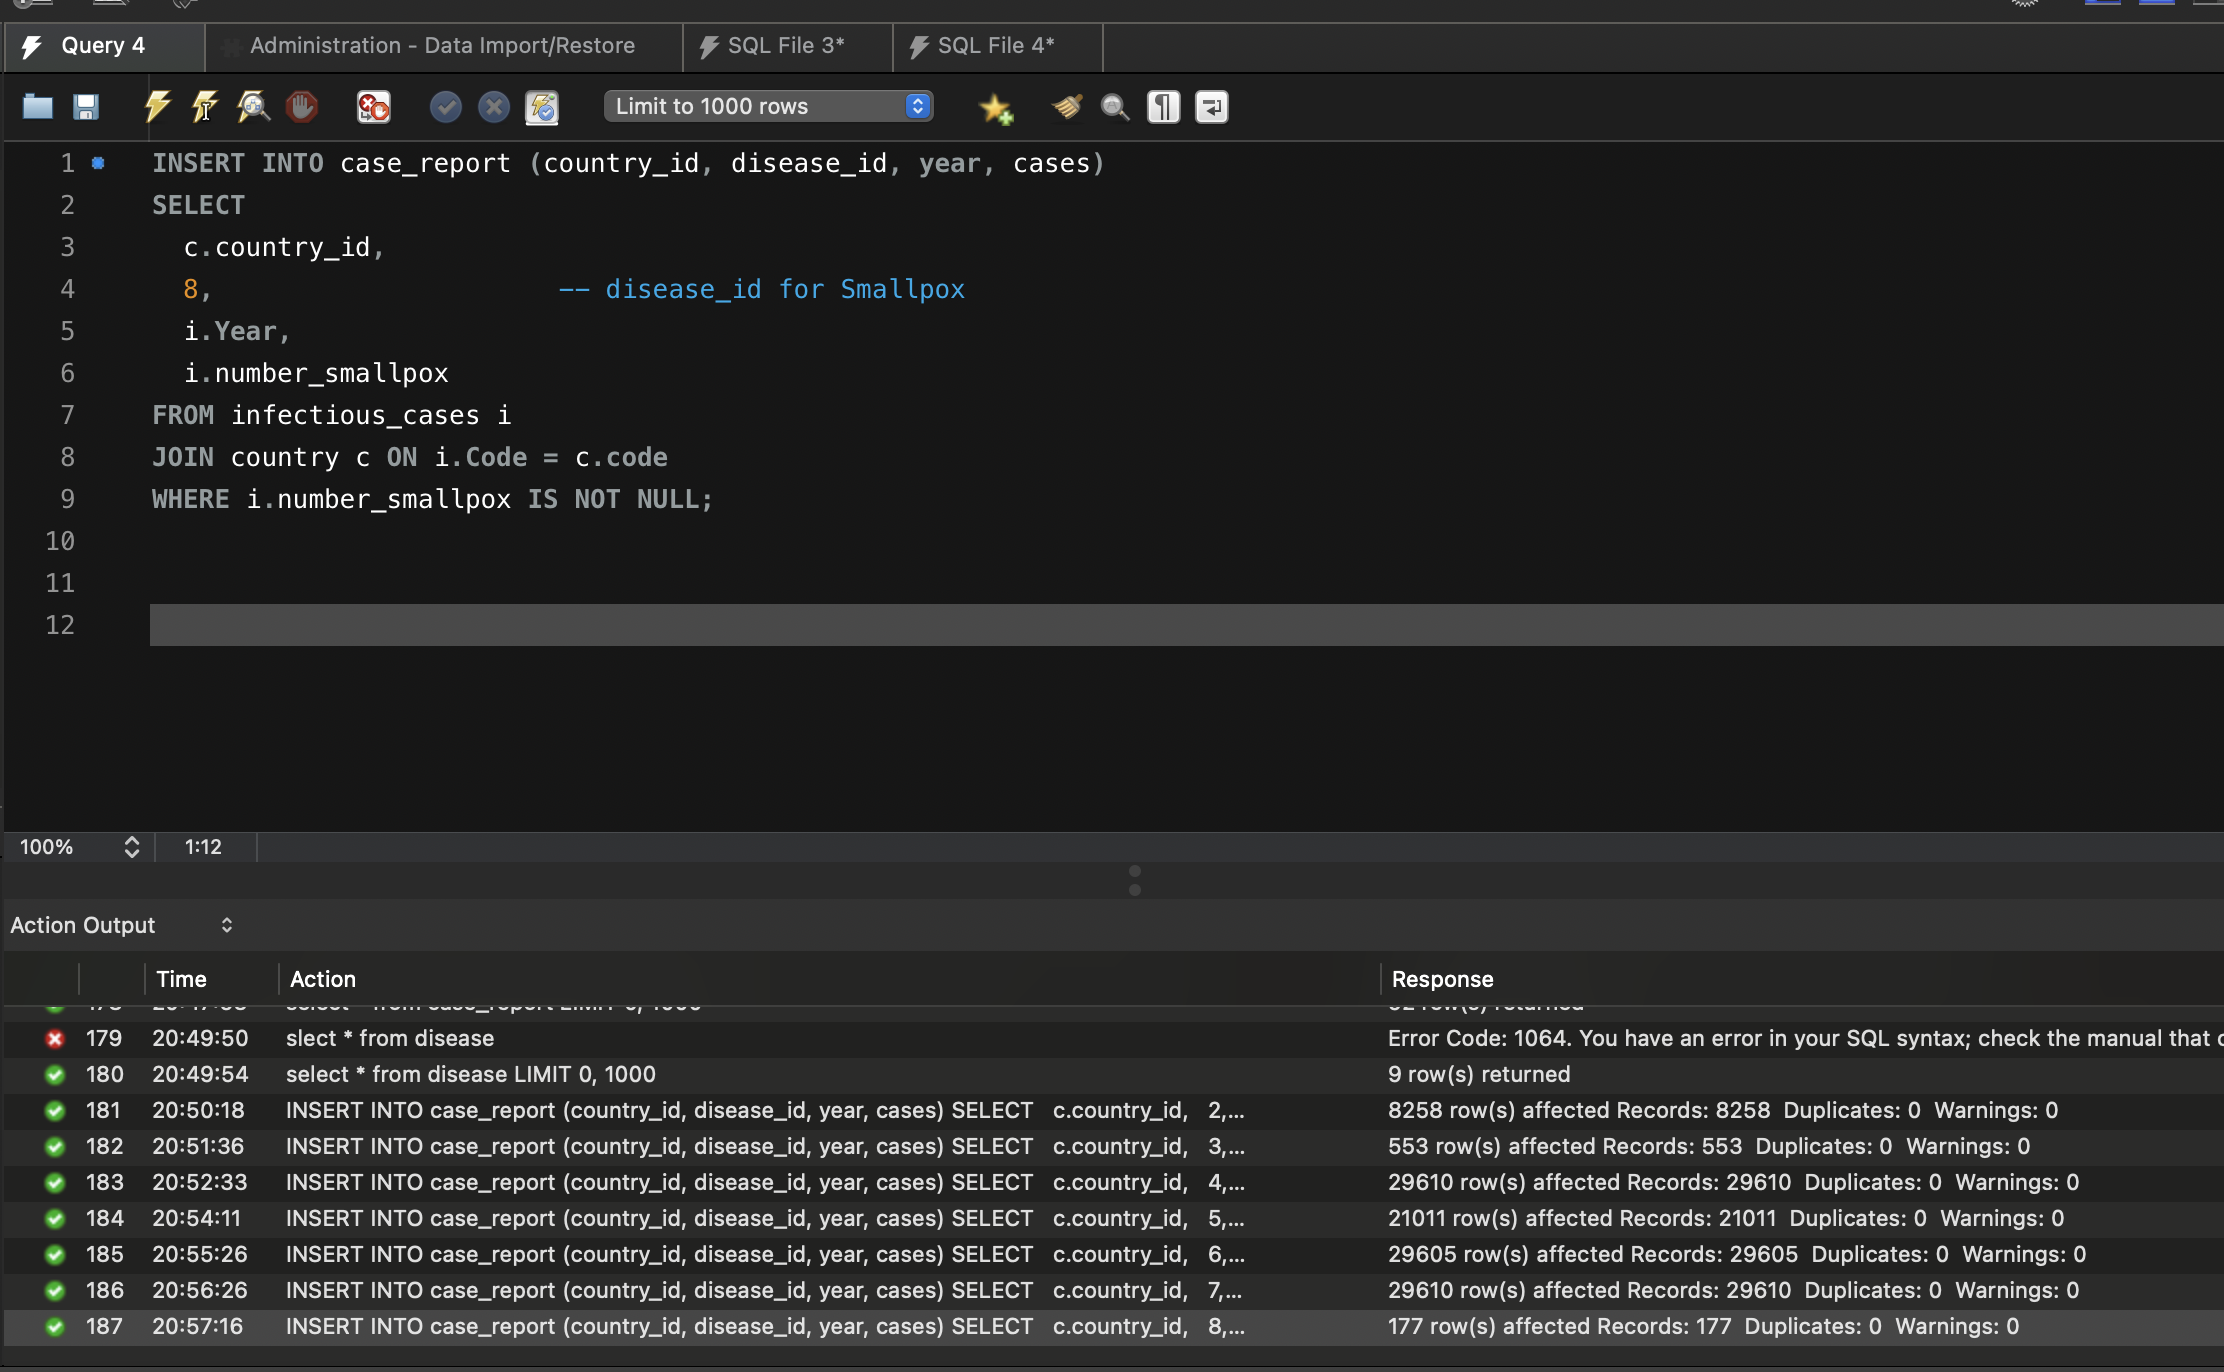 Query 4
Administration - Data Import/Restore
SQL File 3*
SQL File 4*
Limit to 1000 rows
1 INSERT INTO case_report (country_id, disease_id, year, cases)
2 SELECT
3 c.country_id,
4 8, -- disease_id for Smallpox
5 i.Year,
6 i.number_smallpox
7 FROM infectious_cases i
8 JOIN country c ON i.Code = c.code
9 WHERE i.number_smallpox IS NOT NULL;
10
11
12
100% 1:12
Action Output
Time Action Response
179 20:49:50 slect * from disease Error Code: 1064. You have an error in your SQL syntax; check the manual that
180 20:49:54 select * from disease LIMIT 0, 1000 9 row(s) returned
181 20:50:18 INSERT INTO case_report (country_id, disease_id, year, cases) SELECT c.country_id, 2,... 8258 row(s) affected Records: 8258 Duplicates: 0 Warnings: 0
182 20:51:36 INSERT INTO case_report (country_id, disease_id, year, cases) SELECT c.country_id, 3,... 553 row(s) affected Records: 553 Duplicates: 0 Warnings: 0
183 20:52:33 INSERT INTO case_report (country_id, disease_id, year, cases) SELECT c.country_id, 4,... 29610 row(s) affected Records: 29610 Duplicates: 0 Warnings: 0
184 20:54:11 INSERT INTO case_report (country_id, disease_id, year, cases) SELECT c.country_id, 5,... 21011 row(s) affected Records: 21011 Duplicates: 0 Warnings: 0
185 20:55:26 INSERT INTO case_report (country_id, disease_id, year, cases) SELECT c.country_id, 6,... 29605 row(s) affected Records: 29605 Duplicates: 0 Warnings: 0
186 20:56:26 INSERT INTO case_report (country_id, disease_id, year, cases) SELECT c.country_id, 7,... 29610 row(s) affected Records: 29610 Duplicates: 0 Warnings: 0
187 20:57:16 INSERT INTO case_report (country_id, disease_id, year, cases) SELECT c.country_id, 8,... 177 row(s) affected Records: 177 Duplicates: 0 Warnings: 0